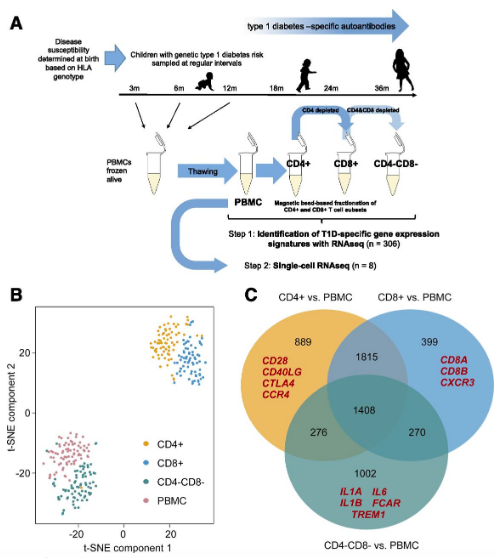 A
type 1 diabetes –specific autoantibodies
Disease
susceptibility
determined at birth
based on HLA
genotype
Children with genetic type 1 diabetes risk
sampled at regular intervals
3m 6m 12m 18m 24m 36m
CD4 depleted CD4&CD8 depleted
PBMCs
frozen
alive
Thawing
CD4+ CD8+ CD4-CD8-
PBMC
Magnetic bead-based fractionation of
CD4+ and CD8+ T cell subsets
Step 1: Identification of T1D-specific gene expression
signatures with RNAseq (n = 306)
Step 2: Single-cell RNAseq (n = 8)
B
t-SNE component 2
20
0
-20
CD4+
CD8+
CD4-CD8-
PBMC
-20 0 20
t-SNE component 1
C
CD4+ vs. PBMC CD8+ vs. PBMC
889 1815 399
CD28
CD40LG
CTLA4
CCR4
CD8A
CD8B
CXCR3
1408
276 270
1002
IL1A IL6
IL1B FCAR
TREM1
CD4-CD8- vs. PBMC